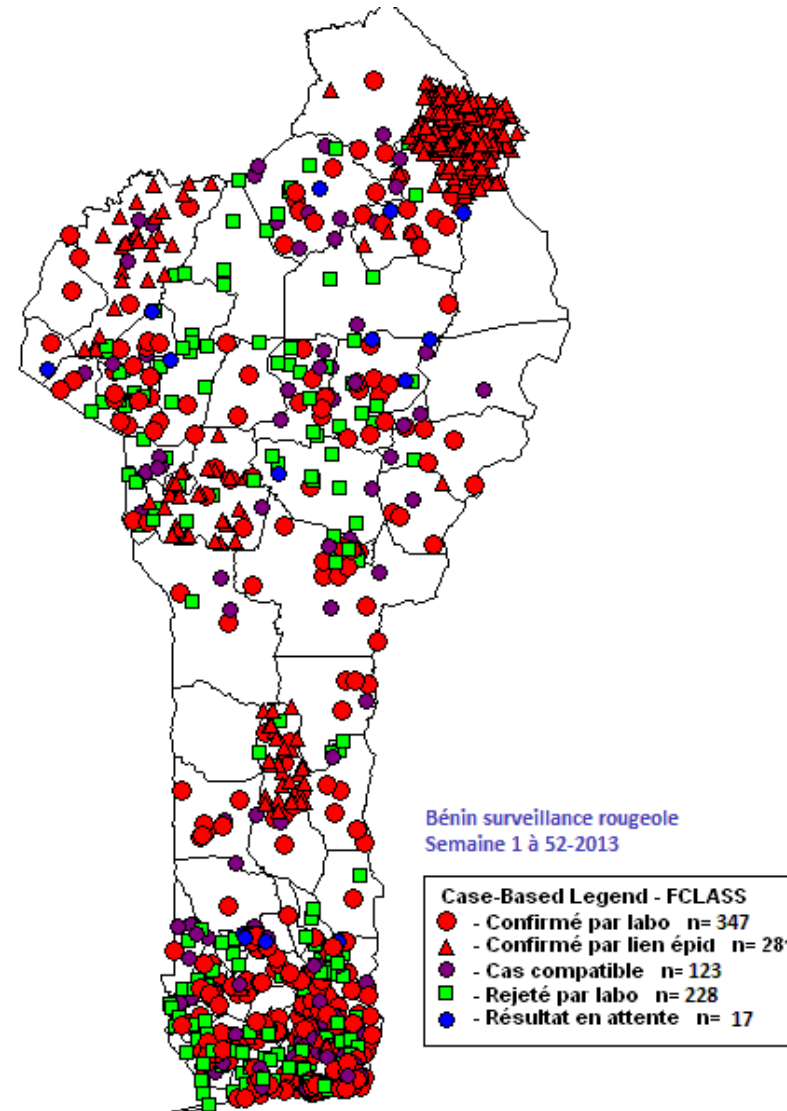 Bénin surveillance rougeole
Semaine 1 à 52-2013
Case-Based Legend - FCLASS
- Confirmé par labo n= 347
- Confirmé par lien épid n=
- Cas compatible n= 123
- Rejeté par labo n= 228
- Résultat en attente n= 17